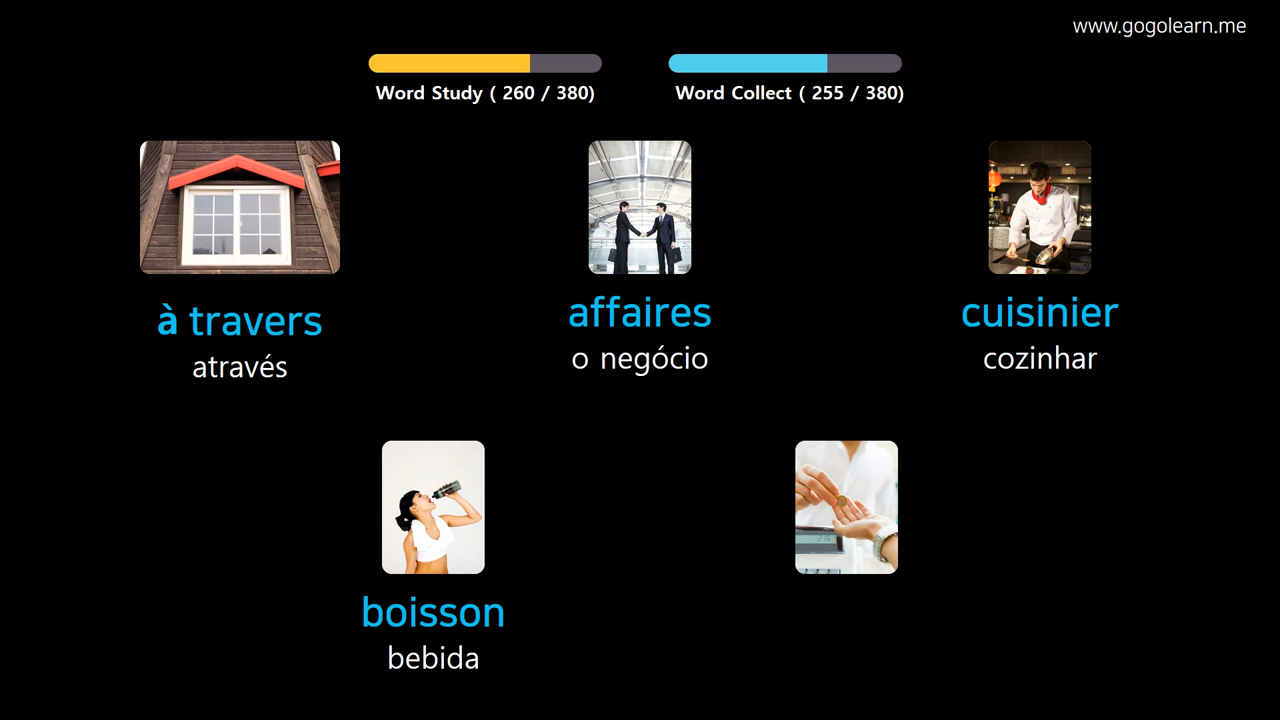 www.gogolearn.me
Word Study ( 260 / 380)
Word Collect ( 255 / 380)
à travers
através
affaires
o negócio
cuisinier
cozinhar
boisson
bebida